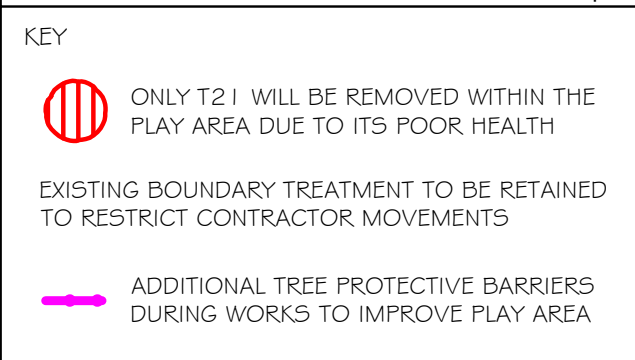 KEY
ONLY T21 WILL BE REMOVED WITHIN THE
PLAY AREA DUE TO ITS POOR HEALTH
EXISTING BOUNDARY TREATMENT TO BE RETAINED
TO RESTRICT CONTRACTOR MOVEMENTS
ADDITIONAL TREE PROTECTIVE BARRIERS
DURING WORKS TO IMPROVE PLAY AREA